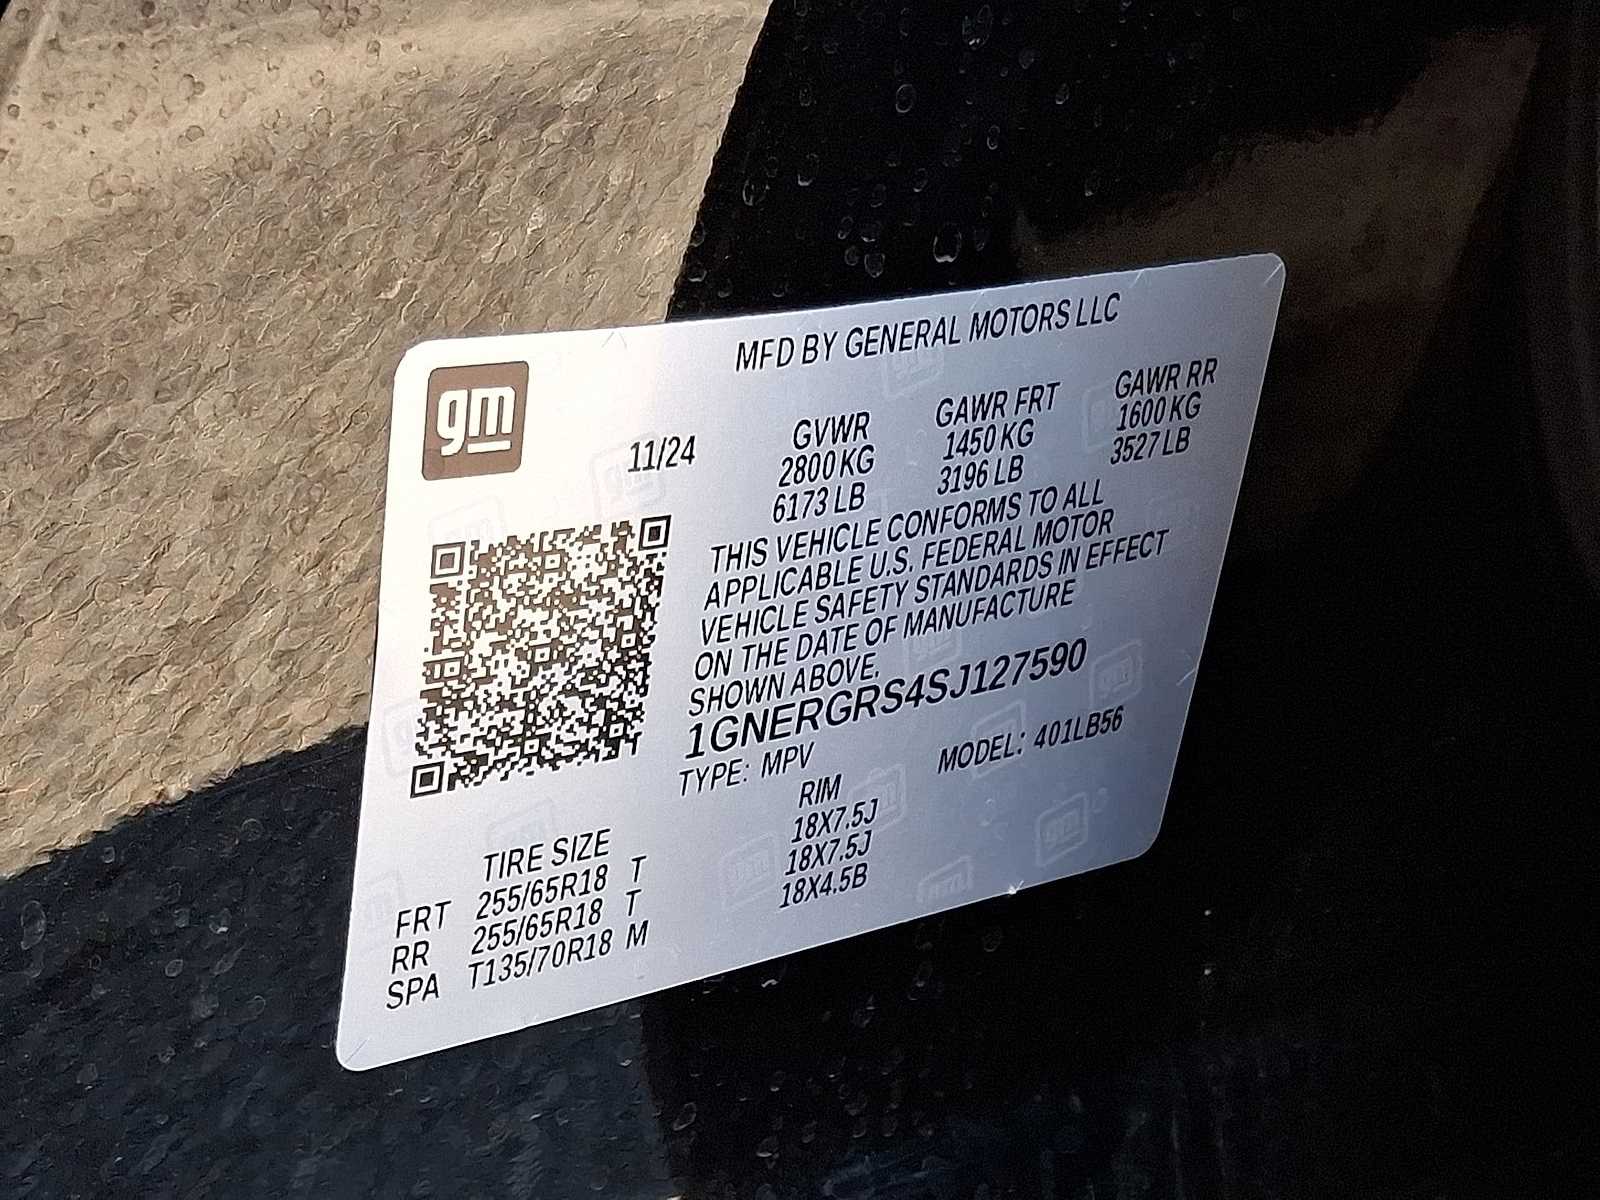 MFD BY GENERAL MOTORS LLC
gm
11/24
GVWR GAWR FRT GAWR RR
2800 KG 1450 KG 1600 KG
6173 LB 3196 LB 3527 LB
THIS VEHICLE CONFORMS TO ALL
APPLICABLE U.S. FEDERAL MOTOR
VEHICLE SAFETY STANDARDS IN EFFECT
ON THE DATE OF MANUFACTURE
SHOWN ABOVE.
1GNERGRS4SJ127590
TYPE: MPV MODEL: 401LB56
TIRE SIZE RIM
FRT 255/65R18 T 18X7.5J
RR 255/65R18 T 18X7.5J
SPA T135/70R18 M 18X4.5B